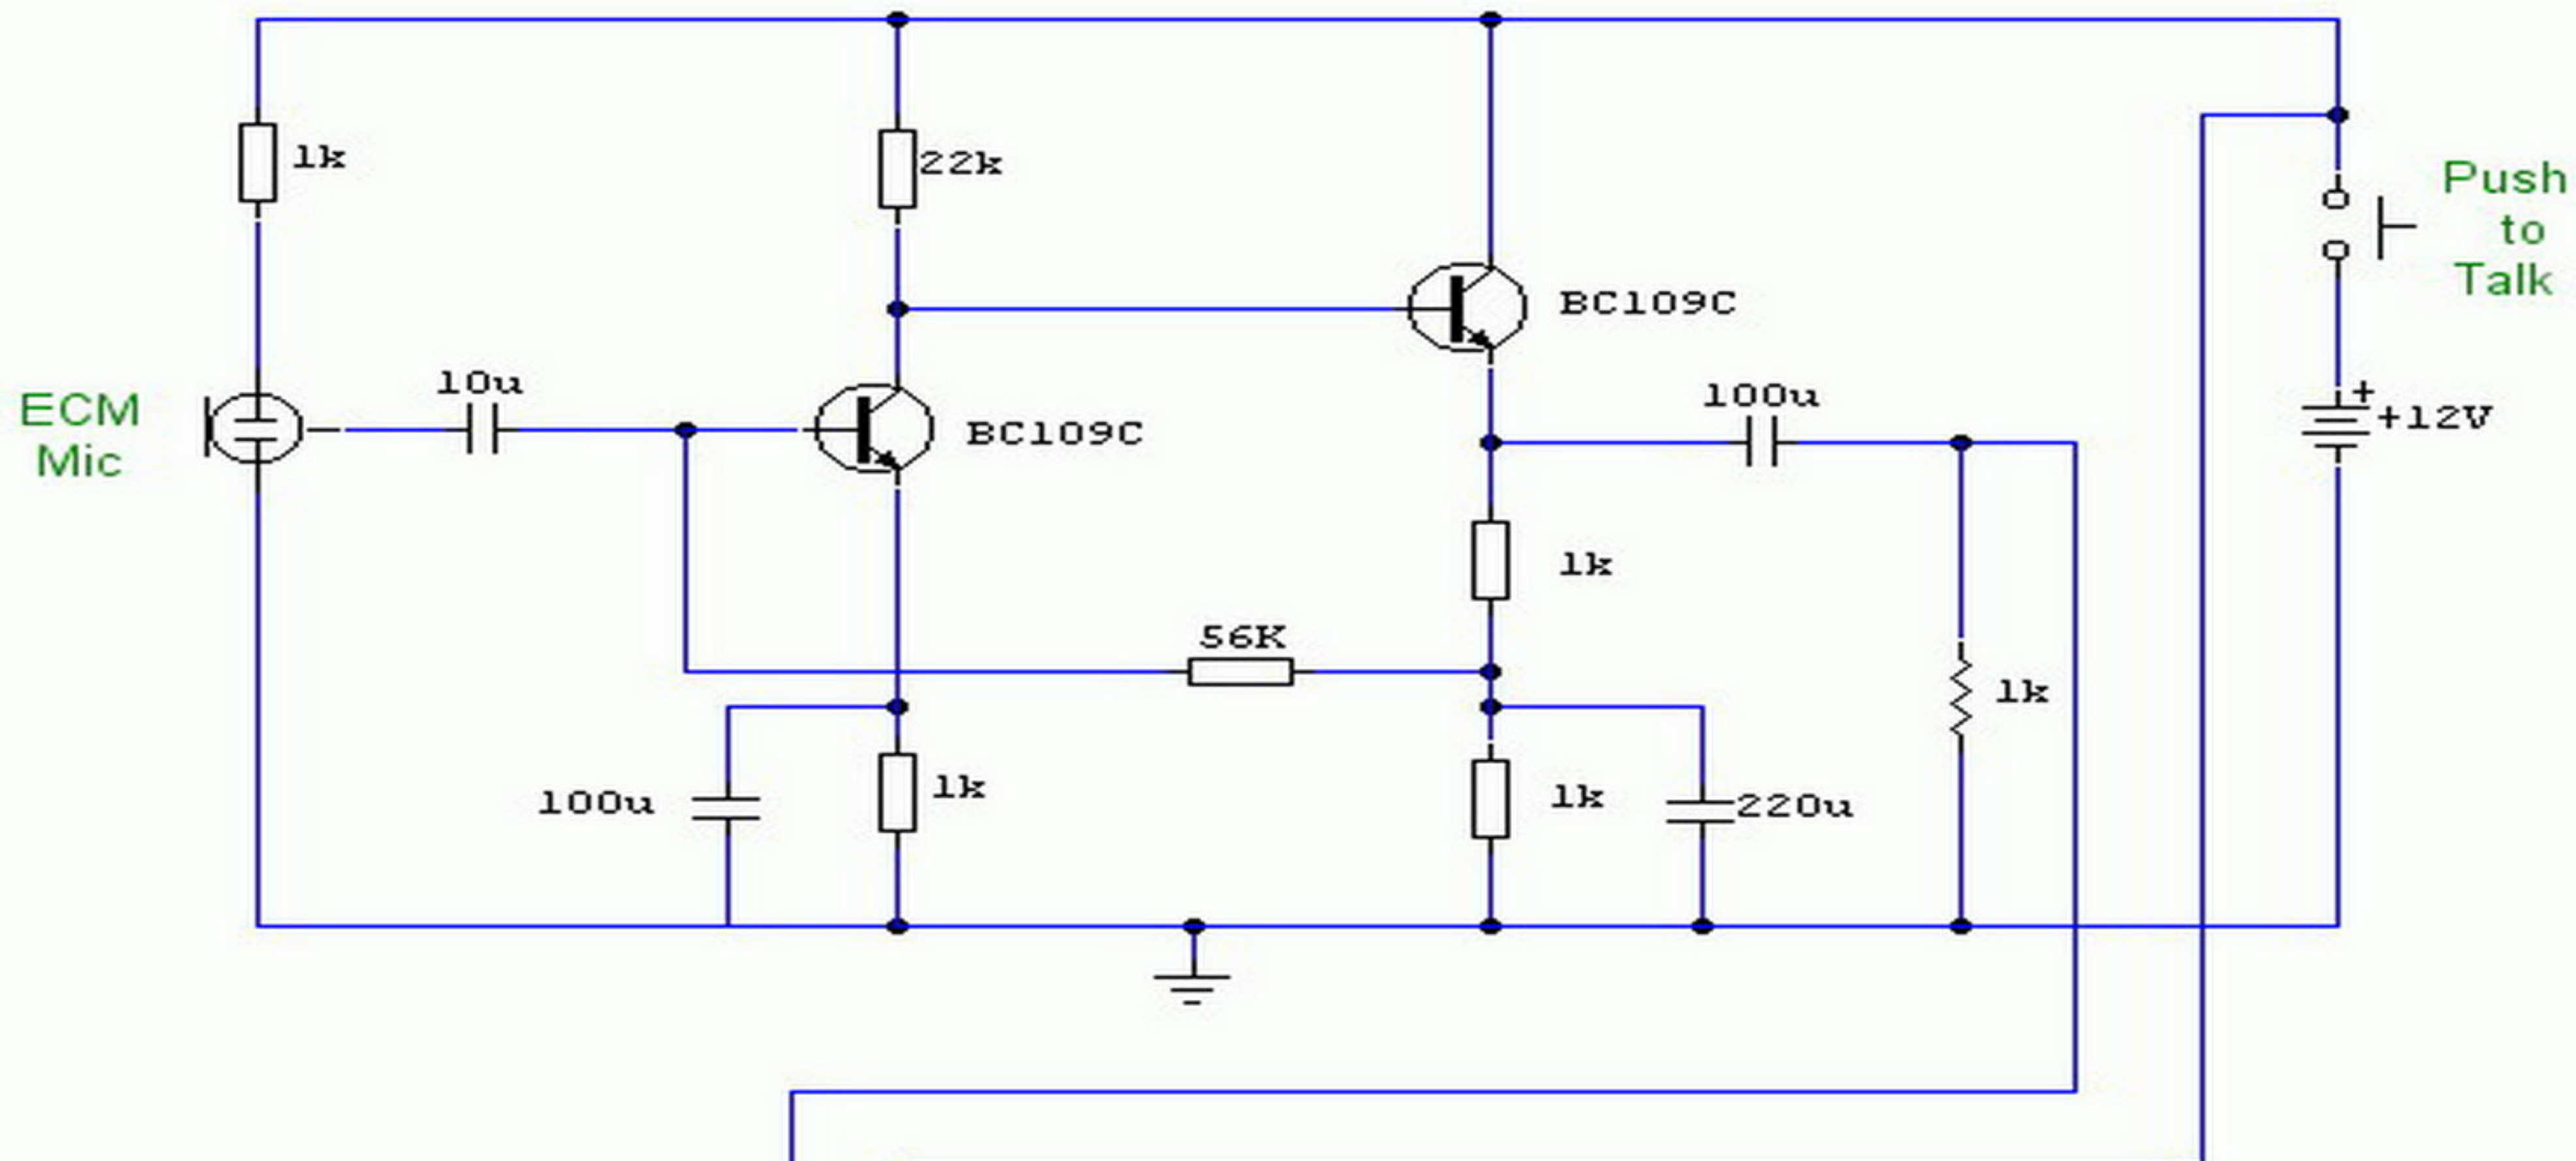 1k
22k
Push
to
Talk
BC109C
10u
100u
+
+12V
ECM
Mic
BC109C
1k
56K
1k
100u
1k
1k
220u